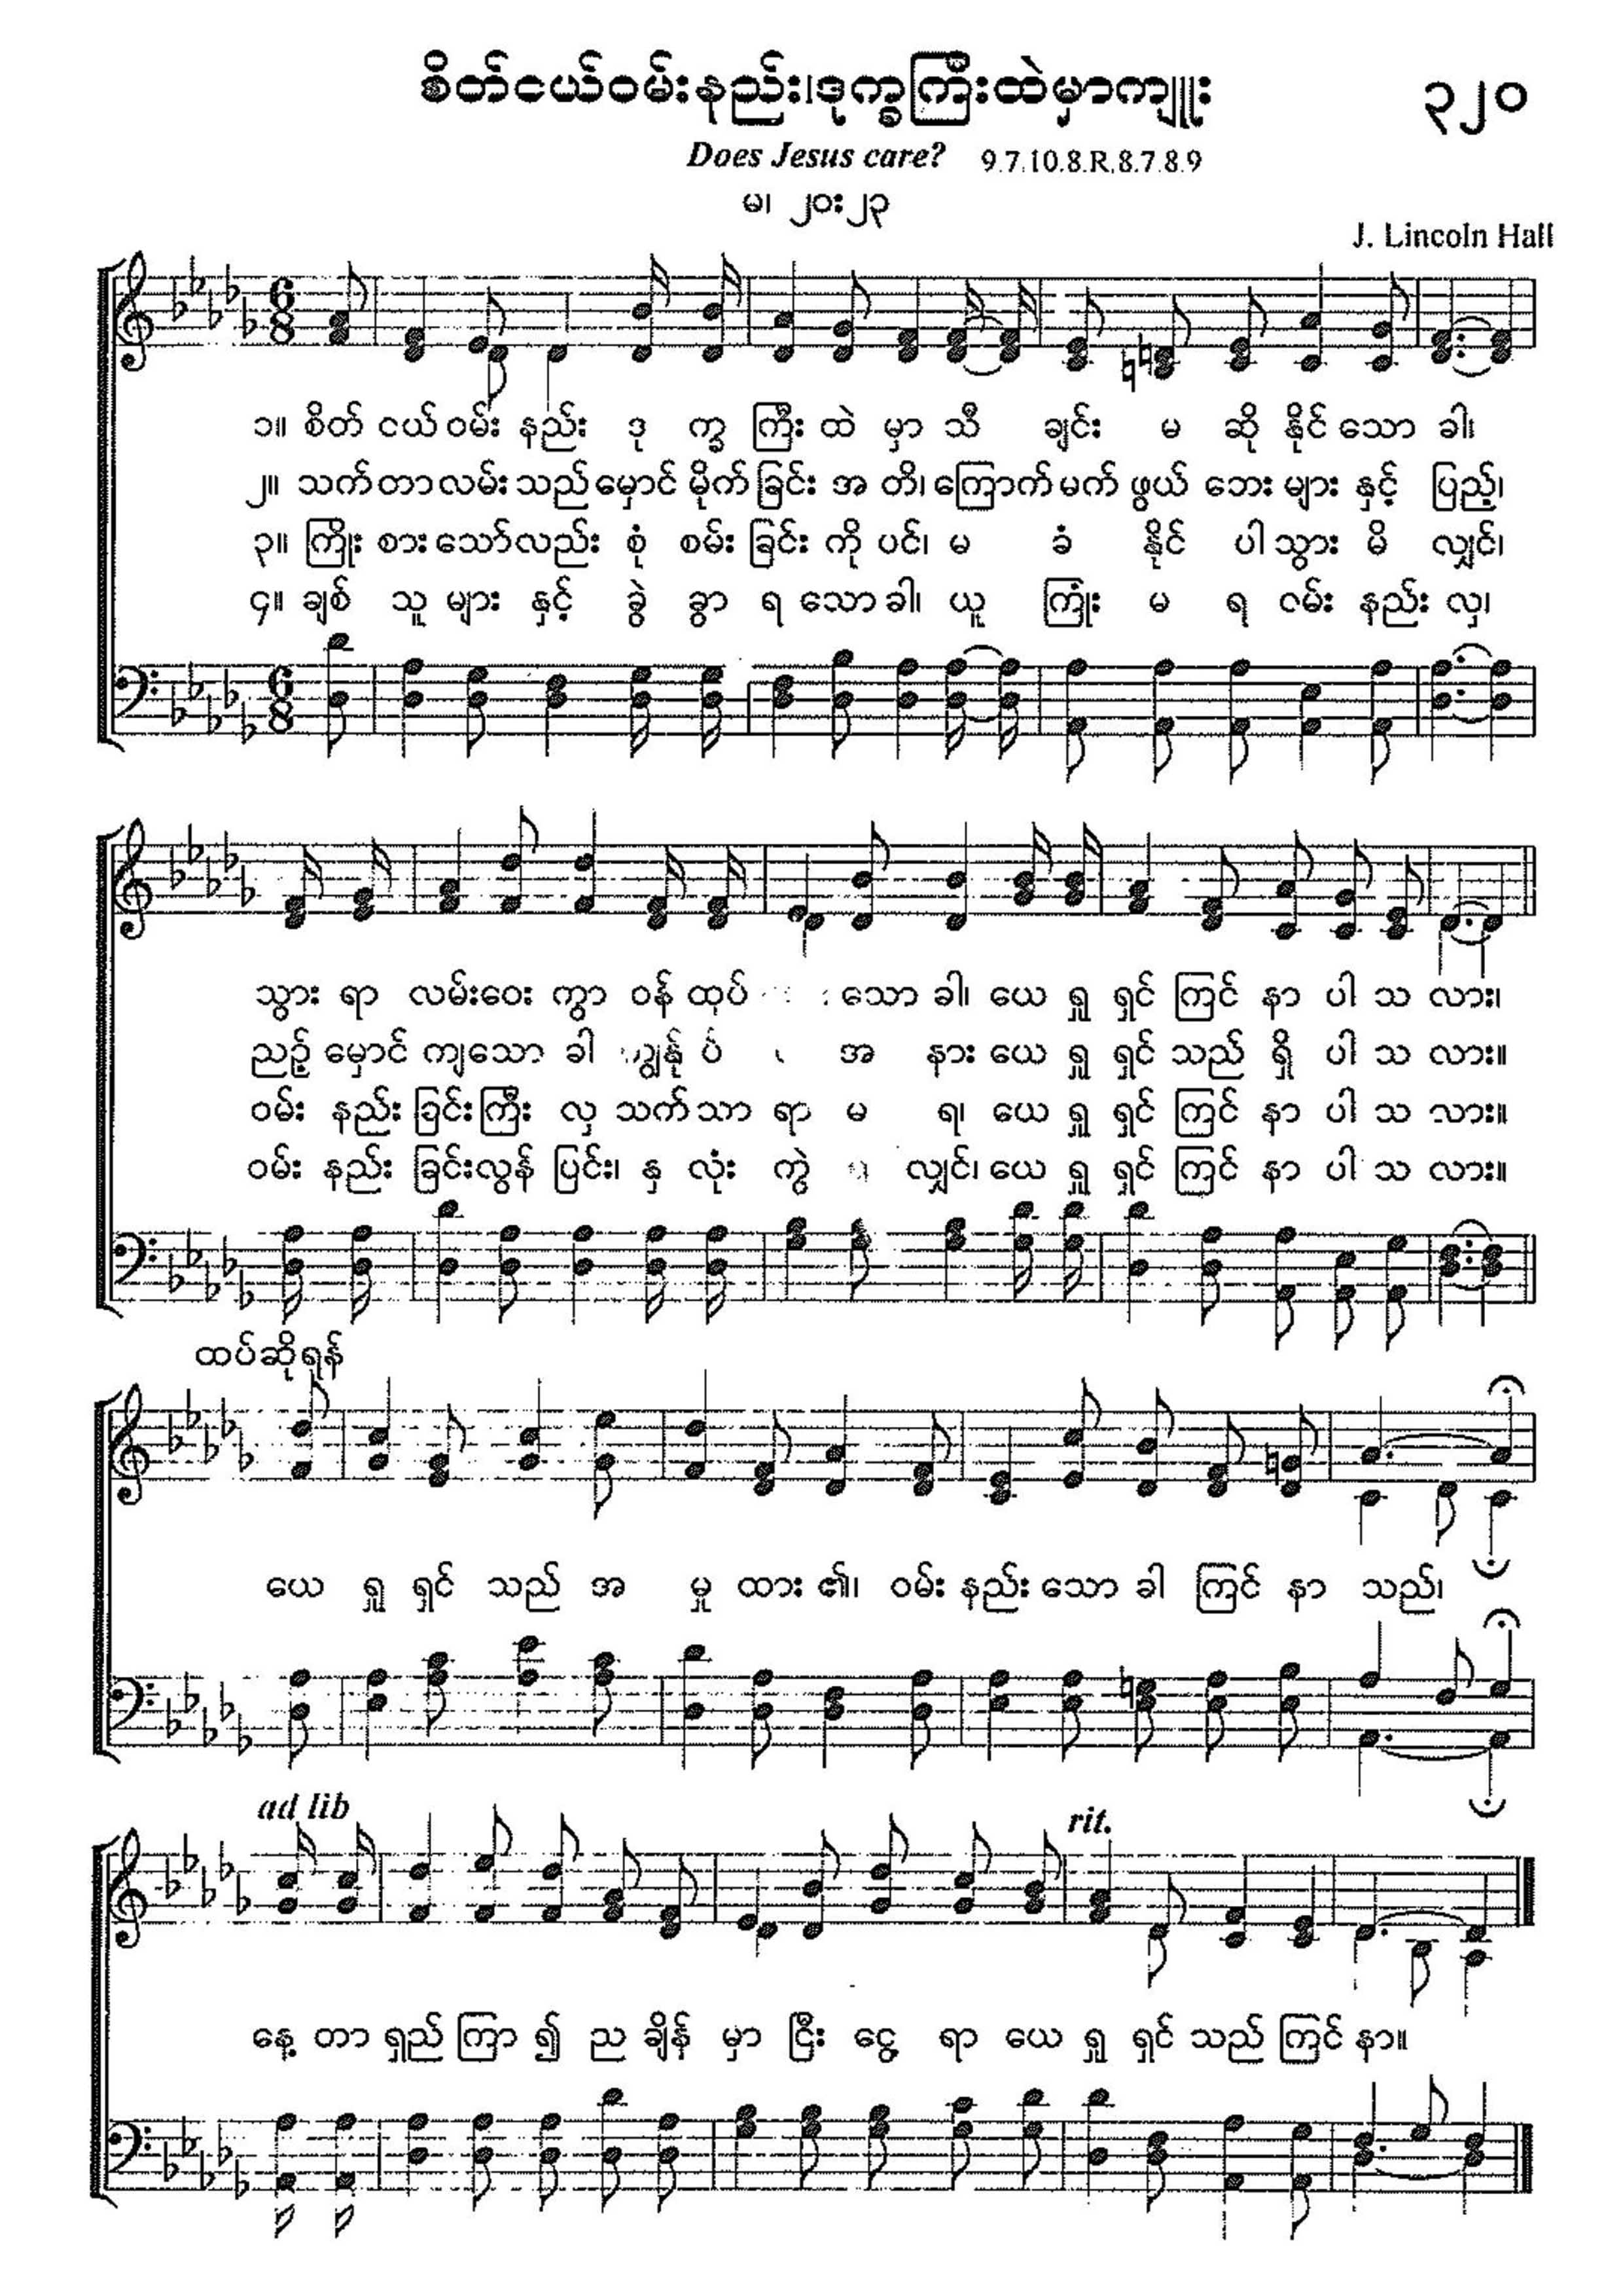 စိတ်ငယ်ဝမ်းနည်း၊ဒုက္ခကြီးထဲမှာကျူး
၃၂၀
Does Jesus care? 9.7.10.8.R.8.7.8.9
မ၊ ၂၀း၂၃
J. Lincoln Hall
၁။ စိတ် ငယ် ဝမ်း နည်း ဒု က္ခ ကြီး ထဲ မှာ သီ ချင်း မ ဆို နိုင် သော ခါ၊
၂။ သက် တာ လမ်း သည် မှောင် မိုက် ခြင်း အ တိ၊ ကြောက် မက် ဖွယ် ဘေး များ နှင့် ပြည့်၊
၃။ ကြိုး စား သော် လည်း စုံ စမ်း ခြင်း ကို ပင်၊ မ ခံ နိုင် ပါ သွား မိ လျှင်၊
၄။ ချစ် သူ များ နှင့် ခွဲ ခွာ ရ သော ခါ၊ ယူ ကြုံး မ ရ ဝမ်း နည်း လှ၊
သွား ရာ လမ်း ဝေး ကွာ ဝန် ထုပ် သော ခါ၊ ယေ ရှု ရှင် ကြင် နာ ပါ သ လား၊
ညဉ့် မှောင် ကျ သော ခါ အ နား ယေ ရှု ရှင် သည် ရှိ ပါ သ လား။
ဝမ်း နည်း ခြင်း ကြီး လှ သက် သာ ရာ မ ရ၊ ယေ ရှု ရှင် ကြင် နာ ပါ သ လား။
ဝမ်း နည်း ခြင်း လွန် ပြင်း၊ နှ လုံး ကွဲ လျှင်၊ ယေ ရှု ရှင် ကြင် နာ ပါ သ လား။
ထပ်ဆိုရန်
ယေ ရှု ရှင် သည် အ မှု ထား ၏၊ ဝမ်း နည်း သော ခါ ကြင် နာ သည်၊
ad lib
rit.
နေ့ တာ ရှည် ကြာ ၍ ည ချိန် မှာ ငြီး ငွေ့ ရာ ယေ ရှု ရှင် သည် ကြင် နာ။